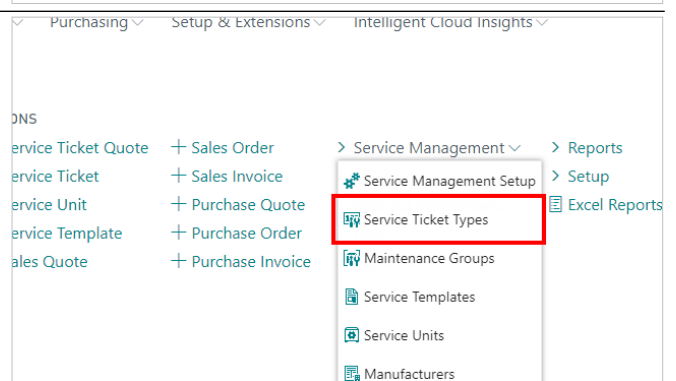 Purchasing Setup & Extensions Intelligent Cloud Insights
ONS
ervice Ticket Quote + Sales Order > Service Management > Reports
ervice Ticket + Sales Invoice Service Management Setup > Setup
ervice Unit + Purchase Quote Service Ticket Types Excel Reports
ervice Template + Purchase Order
ales Quote + Purchase Invoice Maintenance Groups
Service Templates
Service Units
Manufacturers